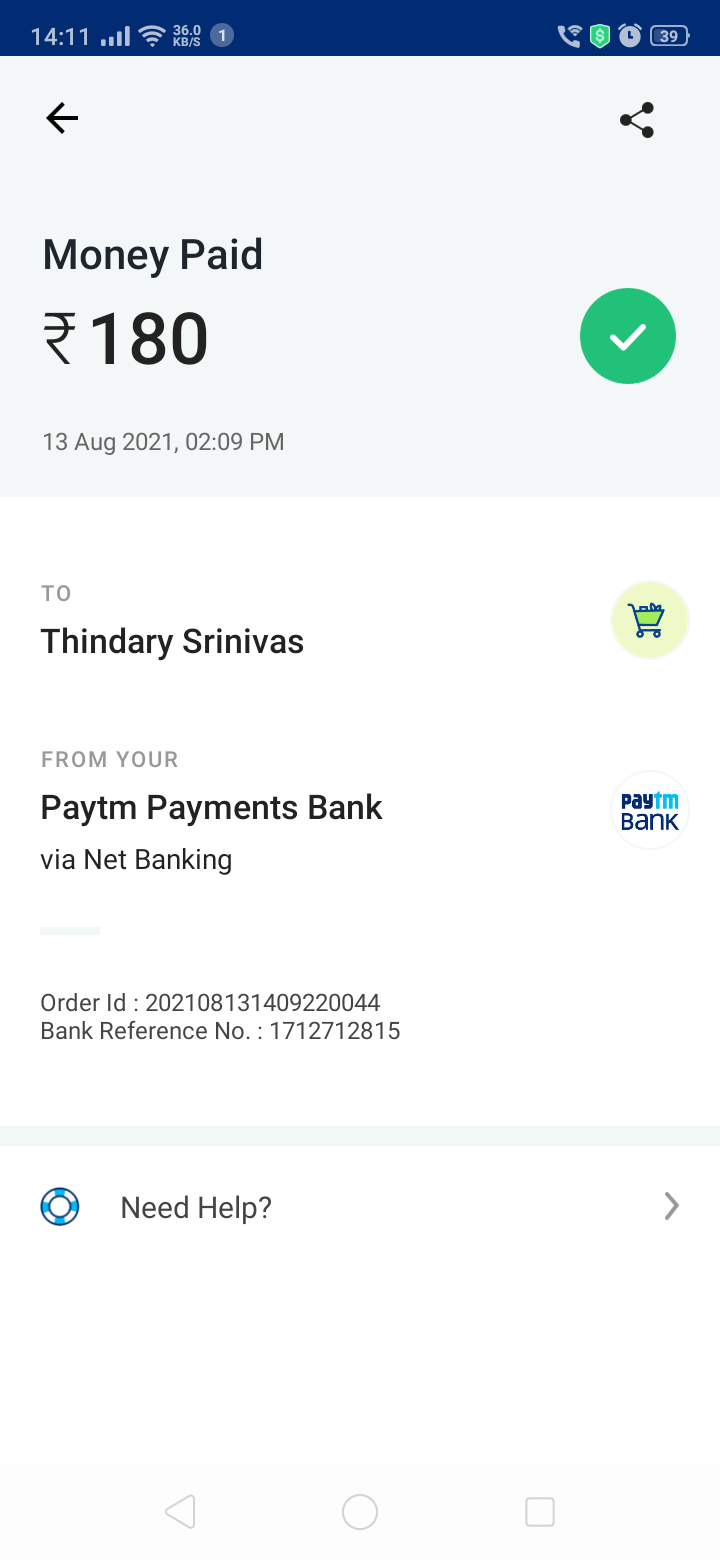 14:11 36.0 KB/S 1 39
Money Paid
₹180
13 Aug 2021, 02:09 PM
TO
Thindary Srinivas
FROM YOUR
Paytm Payments Bank
paytm
BANK
via Net Banking
Order Id : 202108131409220044
Bank Reference No. : 1712712815
Need Help?